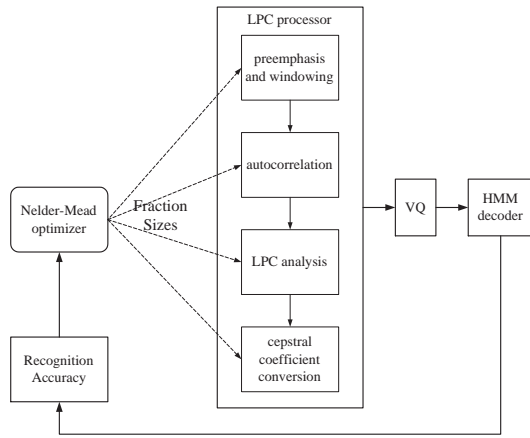 LPC processor
preemphasis
and windowing
autocorrelation
Fraction
Sizes
Nelder-Mead
optimizer
LPC analysis
VQ
HMM
decoder
cepstral
coefficient
conversion
Recognition
Accuracy